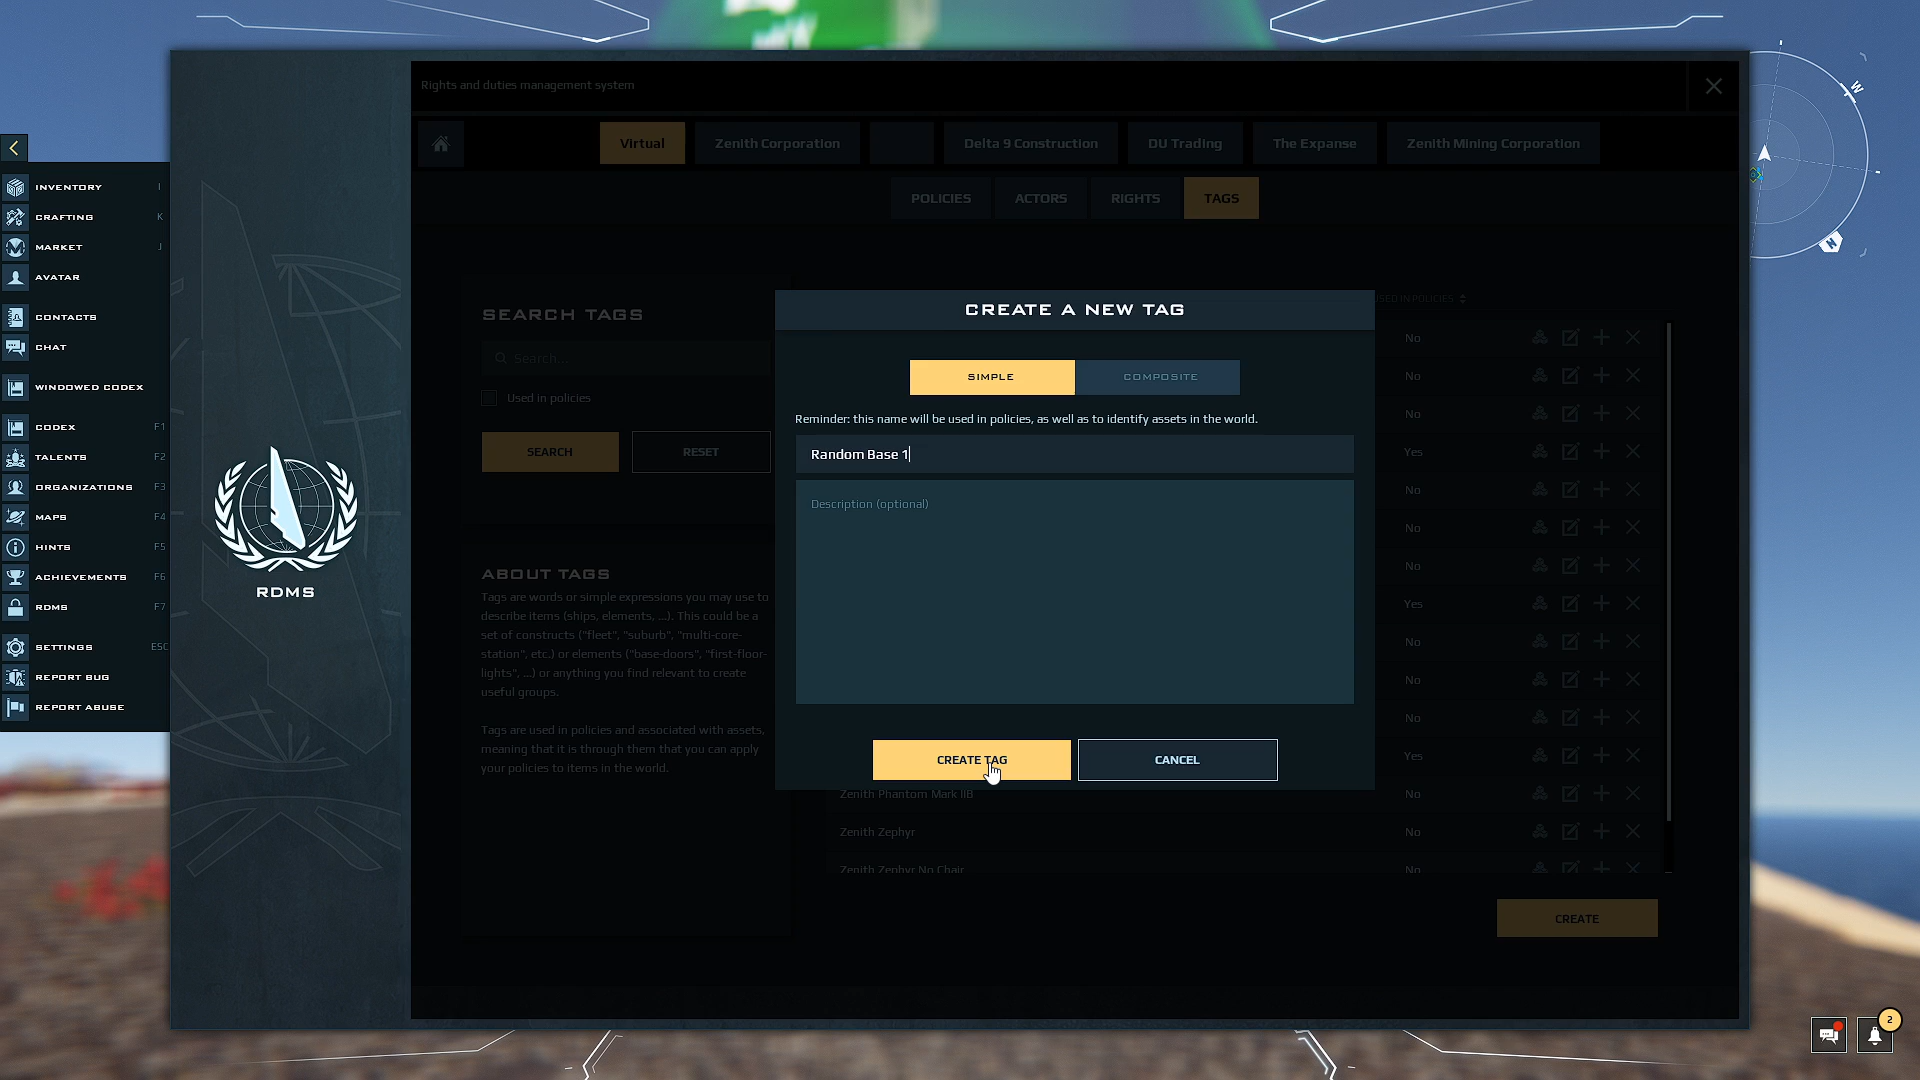 Rights and duties management system
Virtual
Zenith Corporation
Delta 9 Construction
DU Trading
The Expanse
Zenith Mining Corporation
POLICIES
ACTORS
RIGHTS
TAGS
W
N
INVENTORY I
CRAFTING K
MARKET J
AVATAR
CONTACTS
CHAT
WINDOWED CODEX
CODEX F1
TALENTS F2
ORGANIZATIONS F3
MAPS F4
HINTS F5
ACHIEVEMENTS F6
RDMS F7
SETTINGS ESC
REPORT BUG
REPORT ABUSE
RDMS
SEARCH TAGS
Search...
Used in policies
SEARCH
RESET
ABOUT TAGS
Tags are words or simple expressions you may use to
describe items (ships, elements, ...). This could be a
set of constructs ("fleet", "suburb", "multi-core-
station", etc.) or elements ("base-doors", "first-floor-
lights", ...) or anything you find relevant to create
useful groups.
Tags are used in policies and associated with assets,
meaning that it is through them that you can apply
your policies to items in the world.
CREATE A NEW TAG
SIMPLE
COMPOSITE
Reminder: this name will be used in policies, as well as to identify assets in the world.
Random Base 1
Description (optional)
CREATE TAG
CANCEL
IN POLICIES
No
No
No
Yes
No
No
No
Yes
No
No
No
Yes
Zenith Phantom Mark IIB No
Zenith Zephyr No
Zenith Zephyr No Chair No
CREATE
2